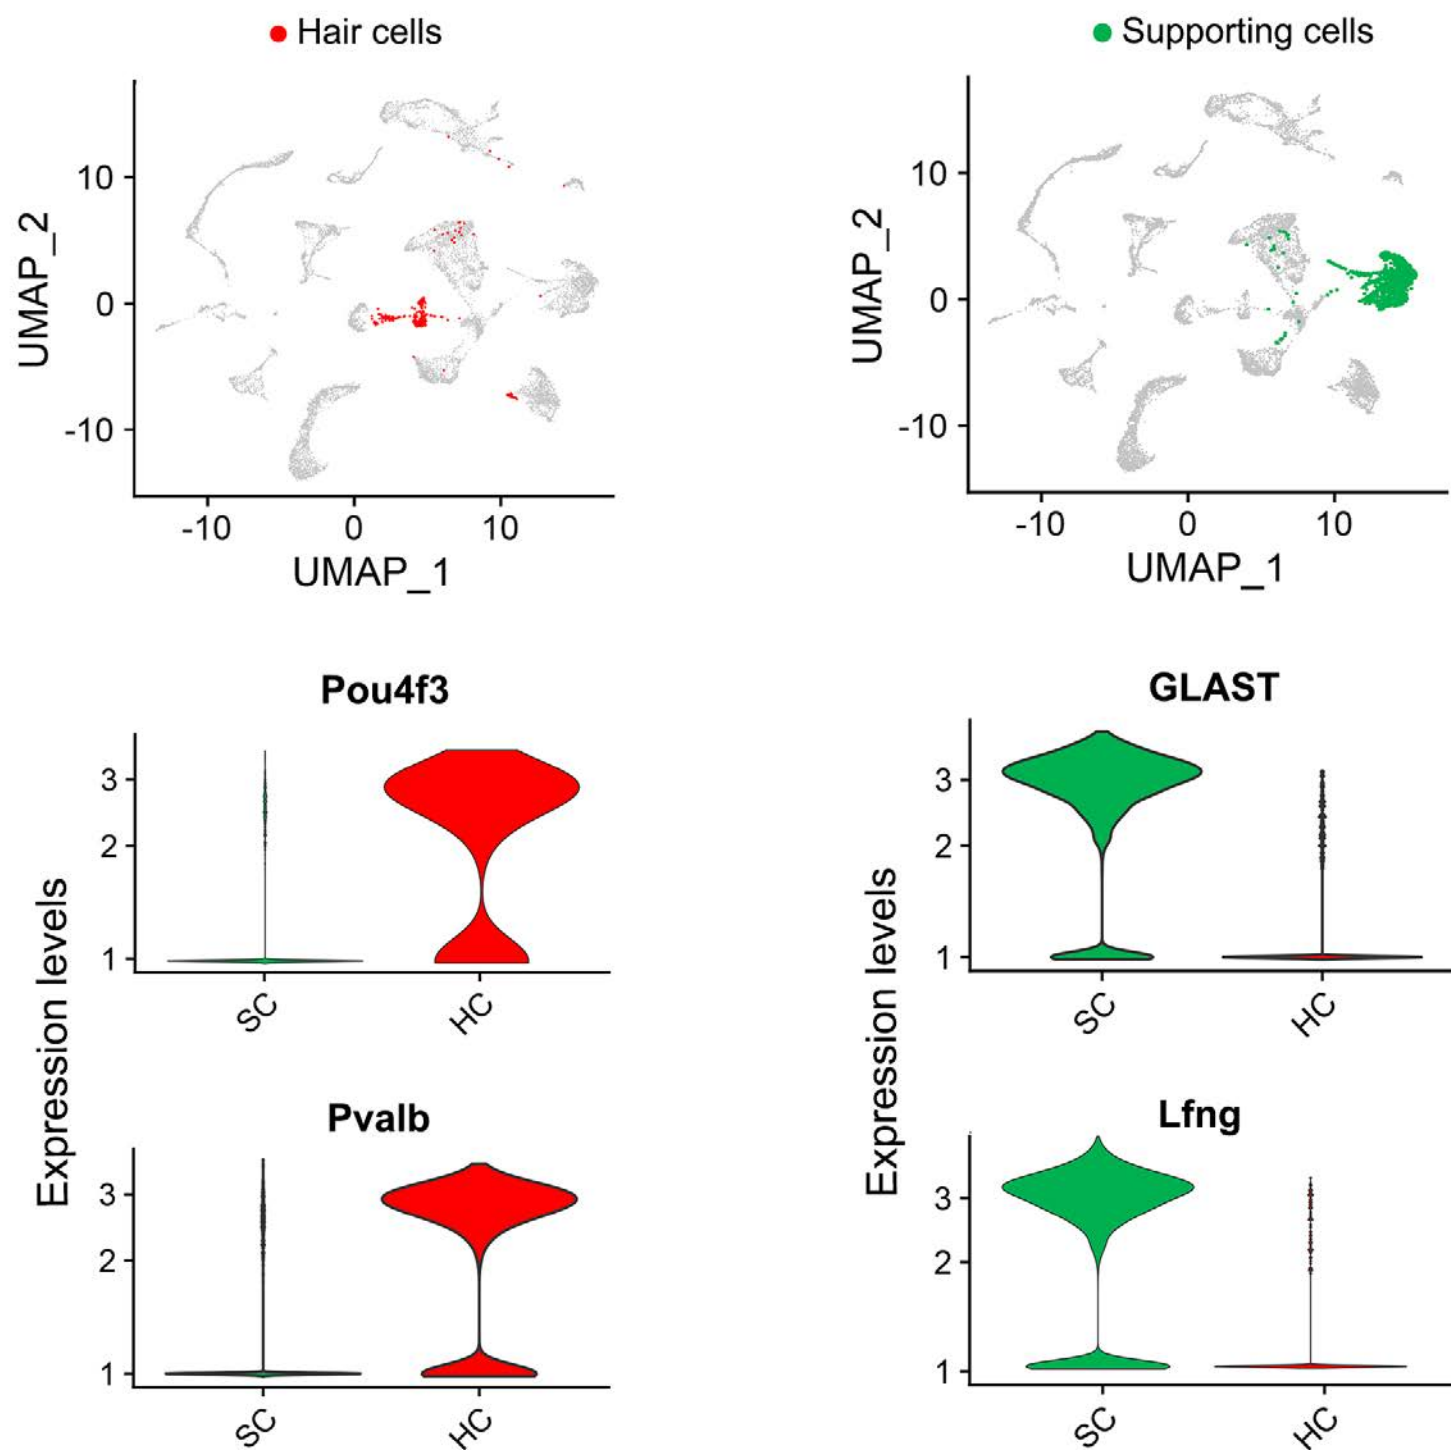 Hair cells
Supporting cells
10
0
-10
UMAP_2
-10 0 10
UMAP_1
10
0
-10
UMAP_2
-10 0 10
UMAP_1
Pou4f3
3
2
1
SC HC
GLAST
3
2
1
SC HC
Expression levels
Expression levels
Pvalb
3
2
1
SC HC
Lfng
3
2
1
SC HC